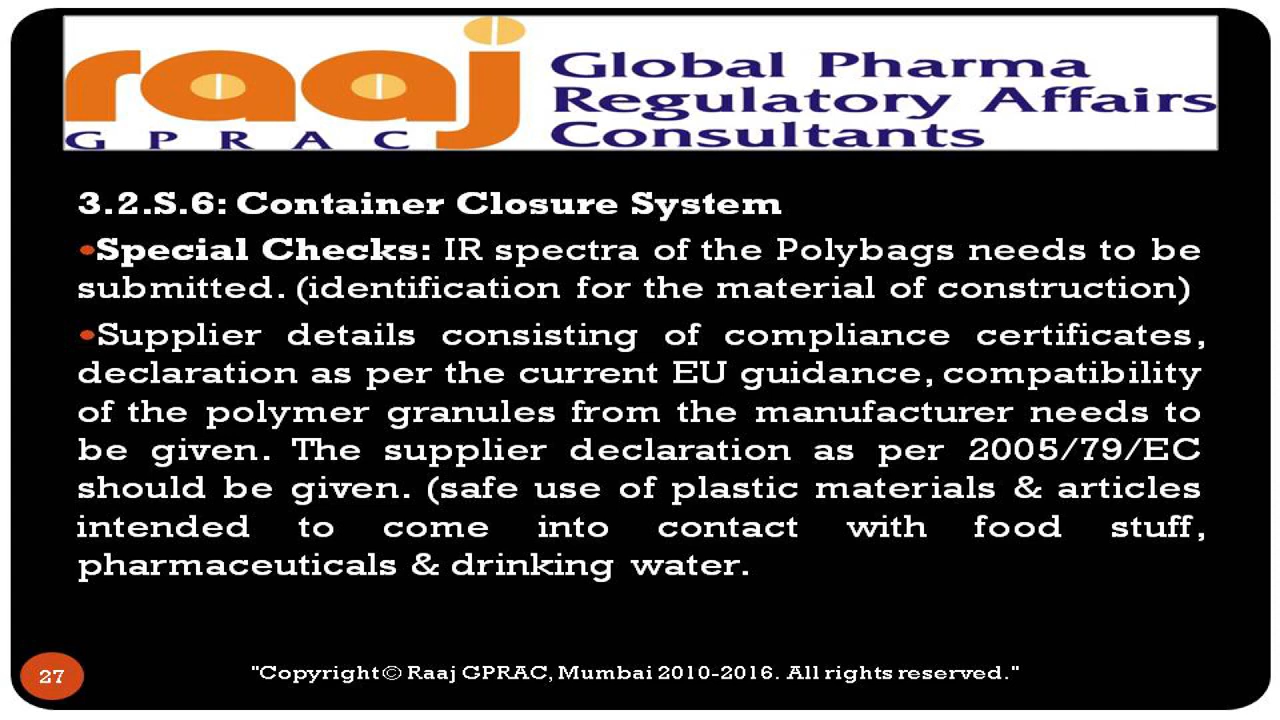 raaj
GPRAC
Global Pharma
Regulatory Affairs
Consultants
3.2.S.6: Container Closure System
•Special Checks: IR spectra of the Polybags needs to be
submitted. (identification for the material of construction)
•Supplier details consisting of compliance certificates,
declaration as per the current EU guidance, compatibility
of the polymer granules from the manufacturer needs to
be given. The supplier declaration as per 2005/79/EC
should be given. (safe use of plastic materials & articles
intended to come into contact with food stuff,
pharmaceuticals & drinking water.
27
"Copyright© Raaj GPRAC, Mumbai 2010-2016. All rights reserved."